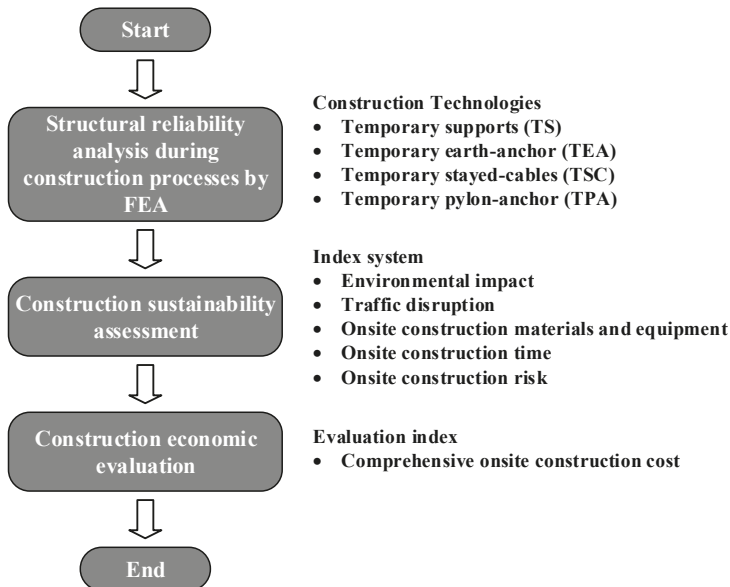 Start
Structural reliability
analysis during
construction processes by
FEA
Construction Technologies
• Temporary supports (TS)
• Temporary earth-anchor (TEA)
• Temporary stayed-cables (TSC)
• Temporary pylon-anchor (TPA)
Construction sustainability
assessment
Index system
• Environmental impact
• Traffic disruption
• Onsite construction materials and equipment
• Onsite construction time
• Onsite construction risk
Construction economic
evaluation
Evaluation index
• Comprehensive onsite construction cost
End